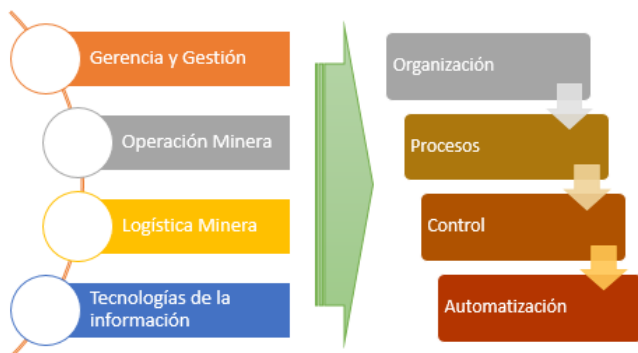 Gerencia y Gestión
Operación Minera
Logística Minera
Tecnologías de la
información
Organización
Procesos
Control
Automatización